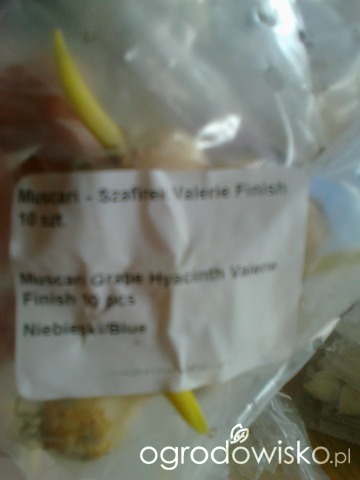 Muscari - Szafirek Valerie Finish
10 szt.
Muscari Grape Hyacinth Valerie
Finish 10 pcs
Niebieski/Blue
ogrodowisko.pl